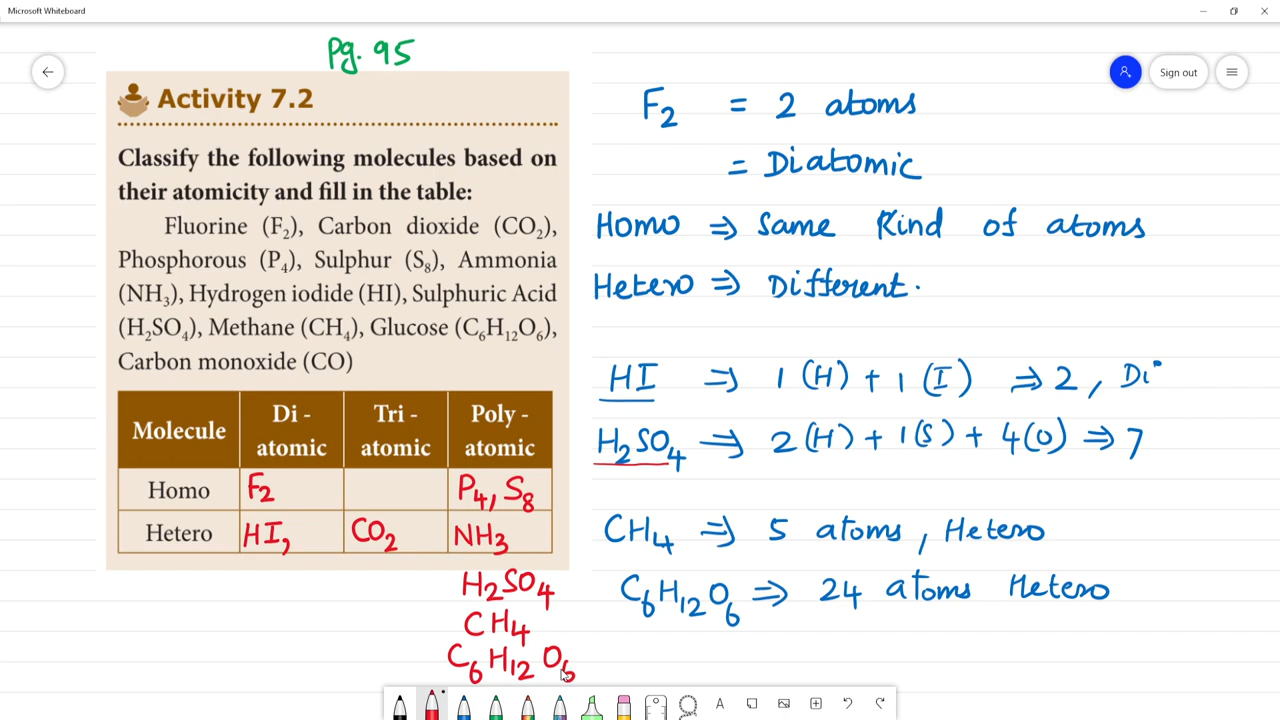 Microsoft Whiteboard
Sign out
Pg. 95
Activity 7.2
Classify the following molecules based on
their atomicity and fill in the table:
Fluorine (F₂), Carbon dioxide (CO₂),
Phosphorous (P₄), Sulphur (S₈), Ammonia
(NH₃), Hydrogen iodide (HI), Sulphuric Acid
(H₂SO₄), Methane (CH₄), Glucose (C₆H₁₂O₆),
Carbon monoxide (CO)
Molecule Di - atomic Tri - atomic Poly - atomic
Homo F₂ P₄, S₈
Hetero HI, CO₂ NH₃
H₂SO₄
CH₄
C₆H₁₂O₆
F₂ = 2 atoms
= Diatomic
Homo ⇒ Same Kind of atoms
Hetero ⇒ Different.
HI ⇒ 1 (H) + 1 (I) ⇒ 2, Di
H₂SO₄ ⇒ 2 (H) + 1(S) + 4(O) ⇒ 7
CH₄ ⇒ 5 atoms, Hetero
C₆H₁₂O₆ ⇒ 24 atoms Hetero
A